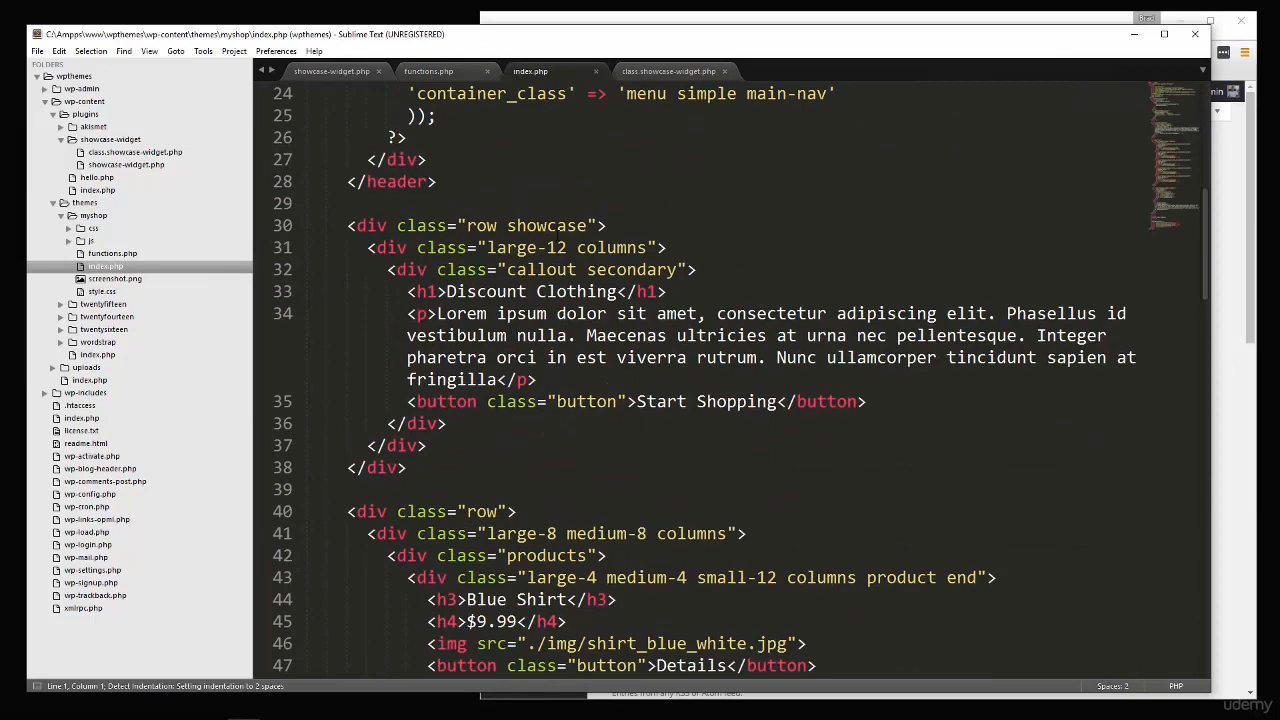 Brad
C:\Ampps\www\wpthemes\wp-content\themes\myshop\index.php (wpthemes) - Sublime Text (UNREGISTERED)
File Edit Selection Find View Goto Tools Project Preferences Help
FOLDERS
wpthemes
wp-admin
wp-content
plugins
akismet
showcase-widget
class.showcase-widget.php
showcase-widget.php
hello.php
index.php
themes
myshop
css
js
functions.php
index.php
screenshot.png
style.css
twentyfifteen
twentyfourteen
twentysixteen
wordstrap
index.php
uploads
index.php
wp-includes
.htaccess
index.php
license.txt
readme.html
wp-activate.php
wp-blog-header.php
wp-comments-post.php
wp-config.php
wp-cron.php
wp-links-opml.php
wp-load.php
wp-login.php
wp-mail.php
wp-settings.php
wp-signup.php
wp-trackback.php
xmlrpc.php
showcase-widget.php functions.php index.php class.showcase-widget.php
24 'container_class' => 'menu simple main-nav'
25 ));
26 ?>
27 </div>
28 </header>
29
30 <div class="row showcase">
31 <div class="large-12 columns">
32 <div class="callout secondary">
33 <h1>Discount Clothing</h1>
34 <p>Lorem ipsum dolor sit amet, consectetur adipiscing elit. Phasellus id
vestibulum nulla. Maecenas ultricies at urna nec pellentesque. Integer
pharetra orci in est viverra rutrum. Nunc ullamcorper tincidunt sapien at
fringilla</p>
35 <button class="button">Start Shopping</button>
36 </div>
37 </div>
38 </div>
39
40 <div class="row">
41 <div class="large-8 medium-8 columns">
42 <div class="products">
43 <div class="large-4 medium-4 small-12 columns product end">
44 <h3>Blue Shirt</h3>
45 <h4>$9.99</h4>
46 <img src="./img/shirt_blue_white.jpg">
47 <button class="button">Details</button>
min
Line 1, Column 1; Detect Indentation: Setting indentation to 2 spaces
Spaces: 2
PHP
Entries from any RSS or Atom feed.
udemy